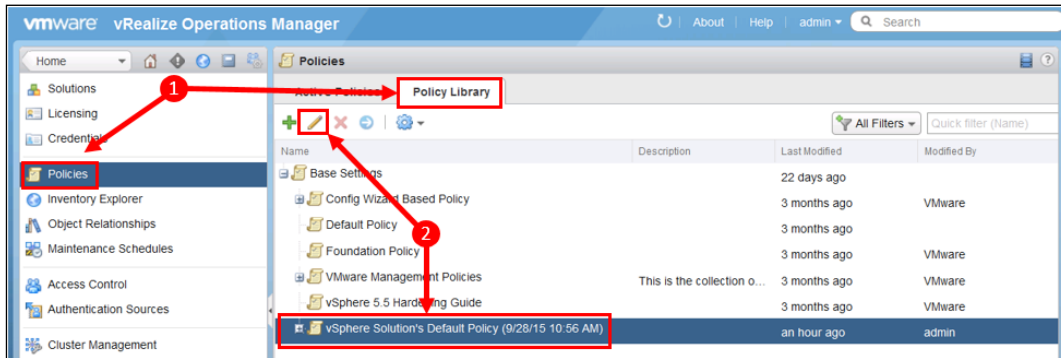 vmware vRealize Operations Manager
About Help admin Search
Home
Policies
Solutions
Licensing
Credentials
Policies
Inventory Explorer
Object Relationships
Maintenance Schedules
Access Control
Authentication Sources
Cluster Management
1
Active Policies Policy Library
All Filters Quick filter (Name)
Name Description Last Modified Modified By
Base Settings 22 days ago
Config Wizard Based Policy 3 months ago VMware
Default Policy 3 months ago
2
Foundation Policy 3 months ago VMware
VMware Management Policies This is the collection o... 3 months ago VMware
vSphere 5.5 Hardening Guide 3 months ago VMware
vSphere Solution's Default Policy (9/28/15 10:56 AM) an hour ago admin